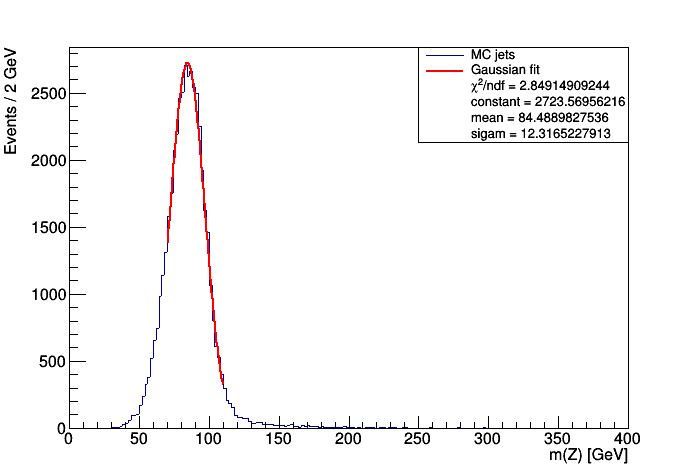 Events / 2 GeV
MC jets
Gaussian fit
χ²/ndf = 2.84914909244
constant = 2723.56956216
mean = 84.4889827536
sigam = 12.3165227913
2500
2000
1500
1000
500
0
0 50 100 150 200 250 300 350 400
m(Z) [GeV]